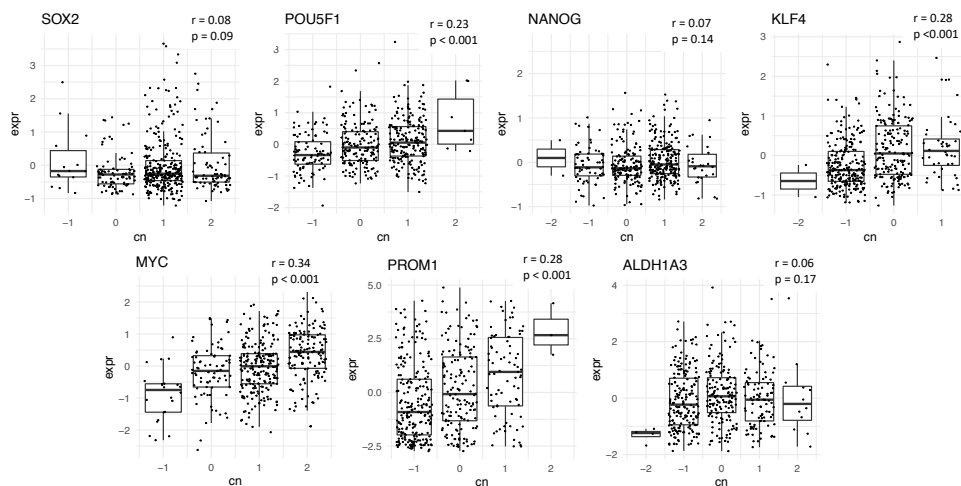 SOX2
r = 0.08
p = 0.09
3
2
1
0
−1
expr
−1 0 1 2
cn
POU5F1
r = 0.23
p < 0.001
3
2
1
0
−1
−2
expr
−1 0 1 2
cn
NANOG
r = 0.07
p = 0.14
2
1
0
−1
expr
−2 −1 0 1 2
cn
KLF4
r = 0.28
p <0.001
3
2
1
0
−1
expr
−2 −1 0 1
cn
MYC
r = 0.34
p < 0.001
2
1
0
−1
−2
expr
−1 0 1 2
cn
PROM1
r = 0.28
p < 0.001
5.0
2.5
0.0
−2.5
expr
−1 0 1 2
cn
ALDH1A3
r = 0.06
p = 0.17
4
2
0
−2
expr
−2 −1 0 1 2
cn